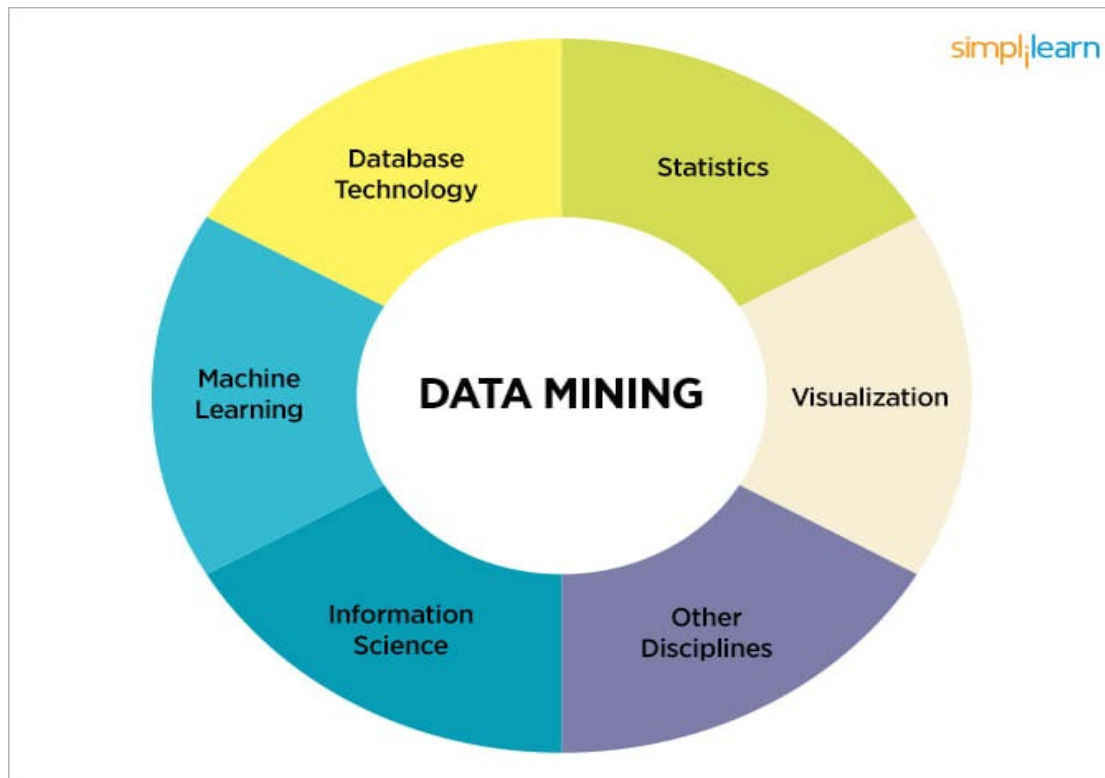 simplilearn
Database
Technology
Statistics
Machine
Learning
DATA MINING
Visualization
Information
Science
Other
Disciplines